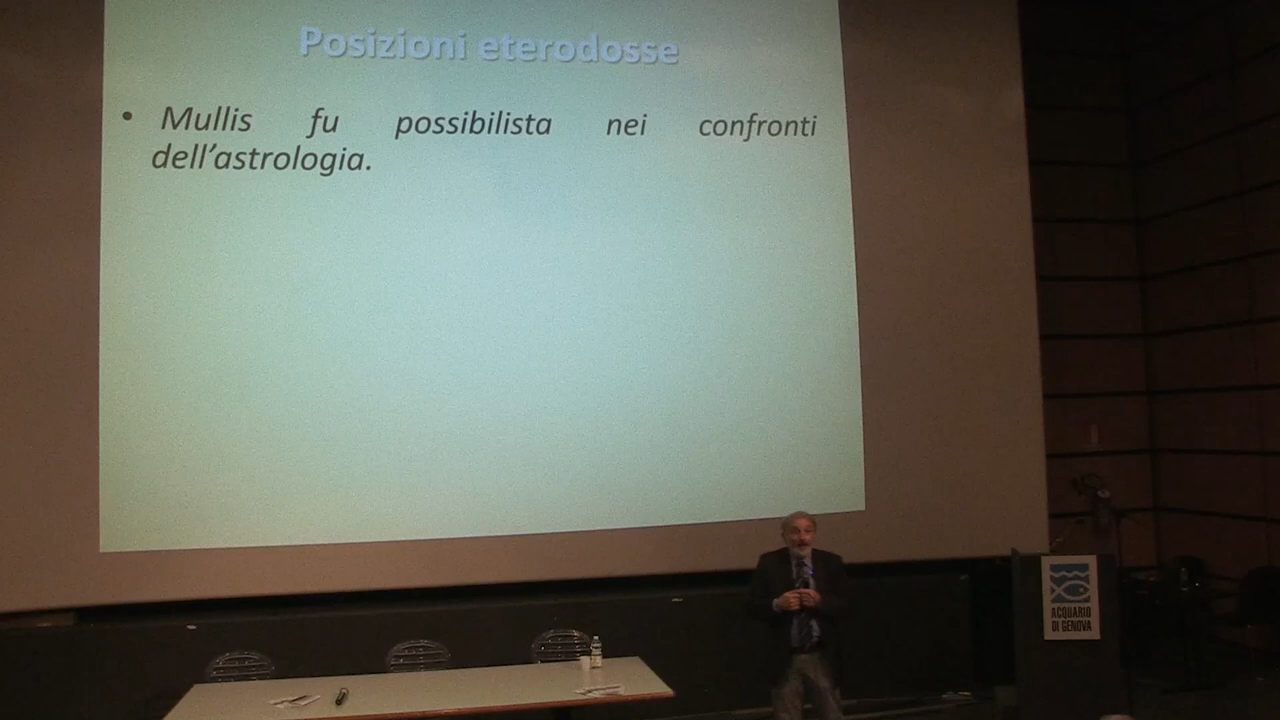 Posizioni eterodosse
• Mullis fu possibilista nei confronti
dell’astrologia.
ACQUARIO
DI GENOVA